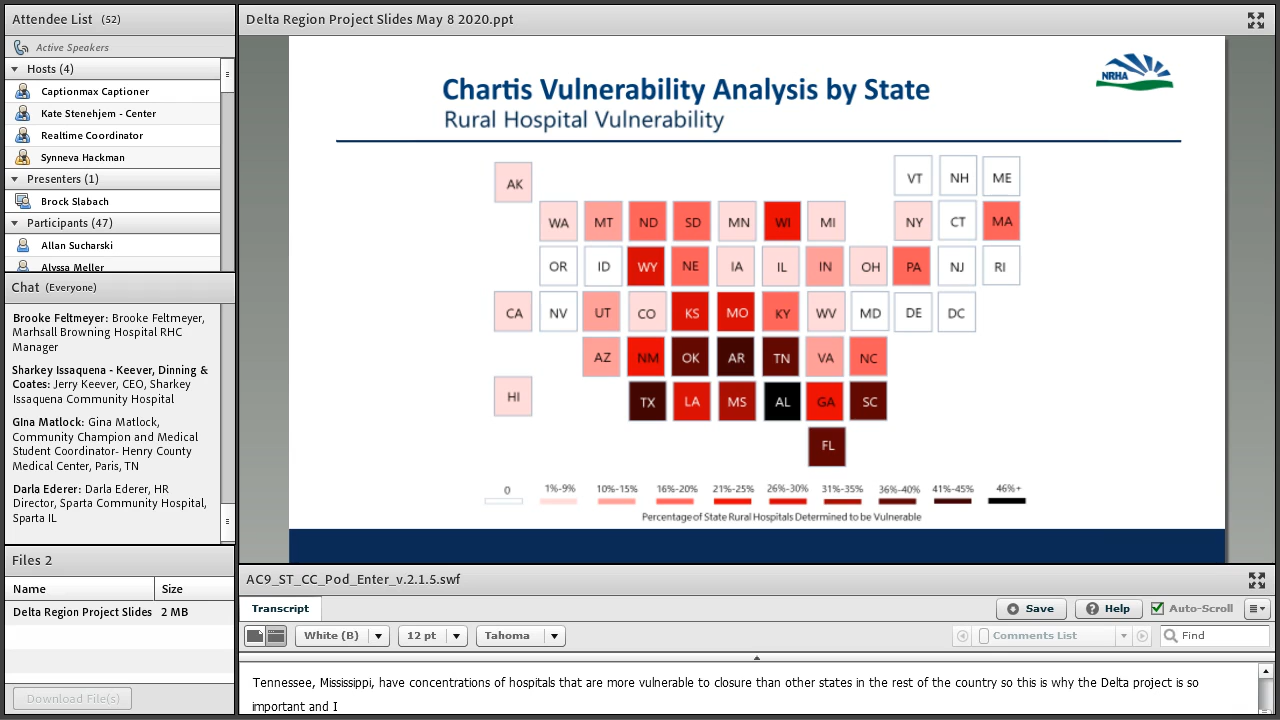 Attendee List (52)
Active Speakers
Hosts (4)
Captionmax Captioner
Kate Stenehjem - Center
Realtime Coordinator
Synneva Hackman
Presenters (1)
Brock Slabach
Participants (47)
Allan Sucharski
Alyssa Meller
Chat (Everyone)
Brooke Feltmeyer: Brooke Feltmeyer,
Marhsall Browning Hospital RHC
Manager
Sharkey Issaquena - Keever, Dining &
Coates: Jerry Keever, CEO, Sharkey
Issaquena Community Hospital
Gina Matlock: Gina Matlock,
Community Champion and Medical
Student Coordinator- Henry County
Medical Center, Paris, TN
Darla Ederer: Darla Ederer, HR
Director, Sparta Community Hospital,
Sparta IL
Files 2
Name Size
Delta Region Project Slides 2 MB
Download File(s)
Delta Region Project Slides May 8 2020.ppt
NRHA
Chartis Vulnerability Analysis by State
Rural Hospital Vulnerability
AK VT NH ME
WA MT ND SD MN WI MI NY CT MA
OR ID WY NE IA IL IN OH PA NJ RI
CA NV UT CO KS MO KY WV MD DE DC
AZ NM OK AR TN VA NC
HI TX LA MS AL GA SC
FL
0 1%-9% 10%-15% 16%-20% 21%-25% 26%-30% 31%-35% 36%-40% 41%-45% 46%+
Percentage of State Rural Hospitals Determined to be Vulnerable
AC9_ST_CC_Pod_Enter_v.2.1.5.swf
Transcript Save Help Auto-Scroll
White (B) 12 pt Tahoma Comments List Find
Tennessee, Mississippi, have concentrations of hospitals that are more vulnerable to closure than other states in the rest of the country so this is why the Delta project is so
important and I